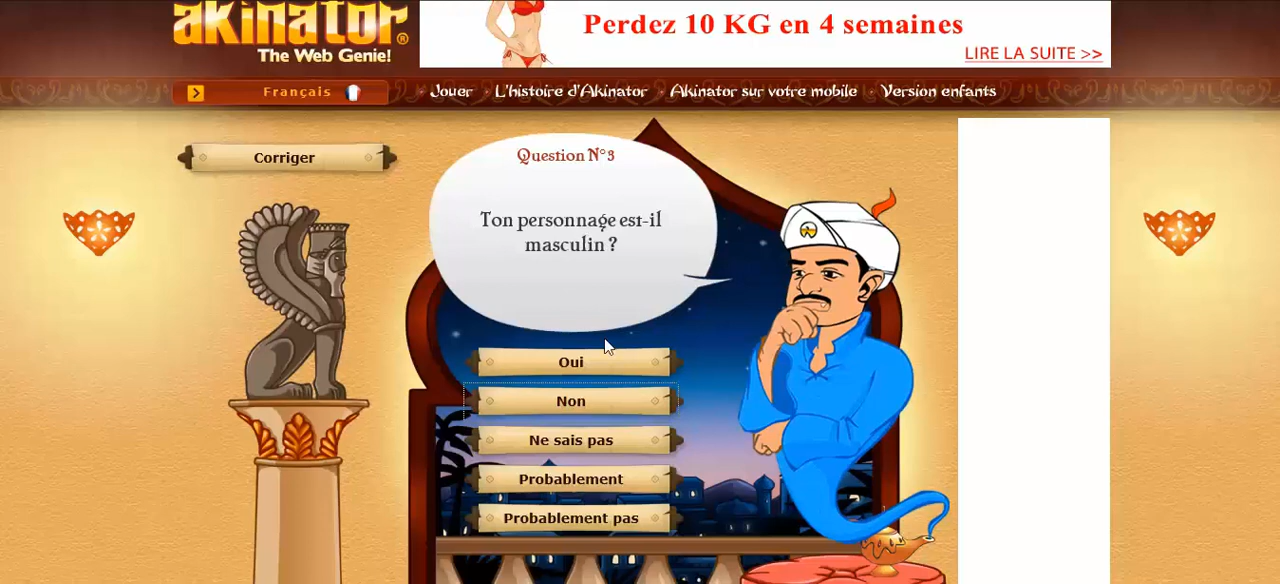 akinator®
The Web Genie!
Perdez 10 KG en 4 semaines
LIRE LA SUITE >>
Français
Jouer
L'histoire d'Akinator
Akinator sur votre mobile
Version enfants
Corriger
Question N°3
Ton personnage est-il
masculin ?
Oui
Non
Ne sais pas
Probablement
Probablement pas